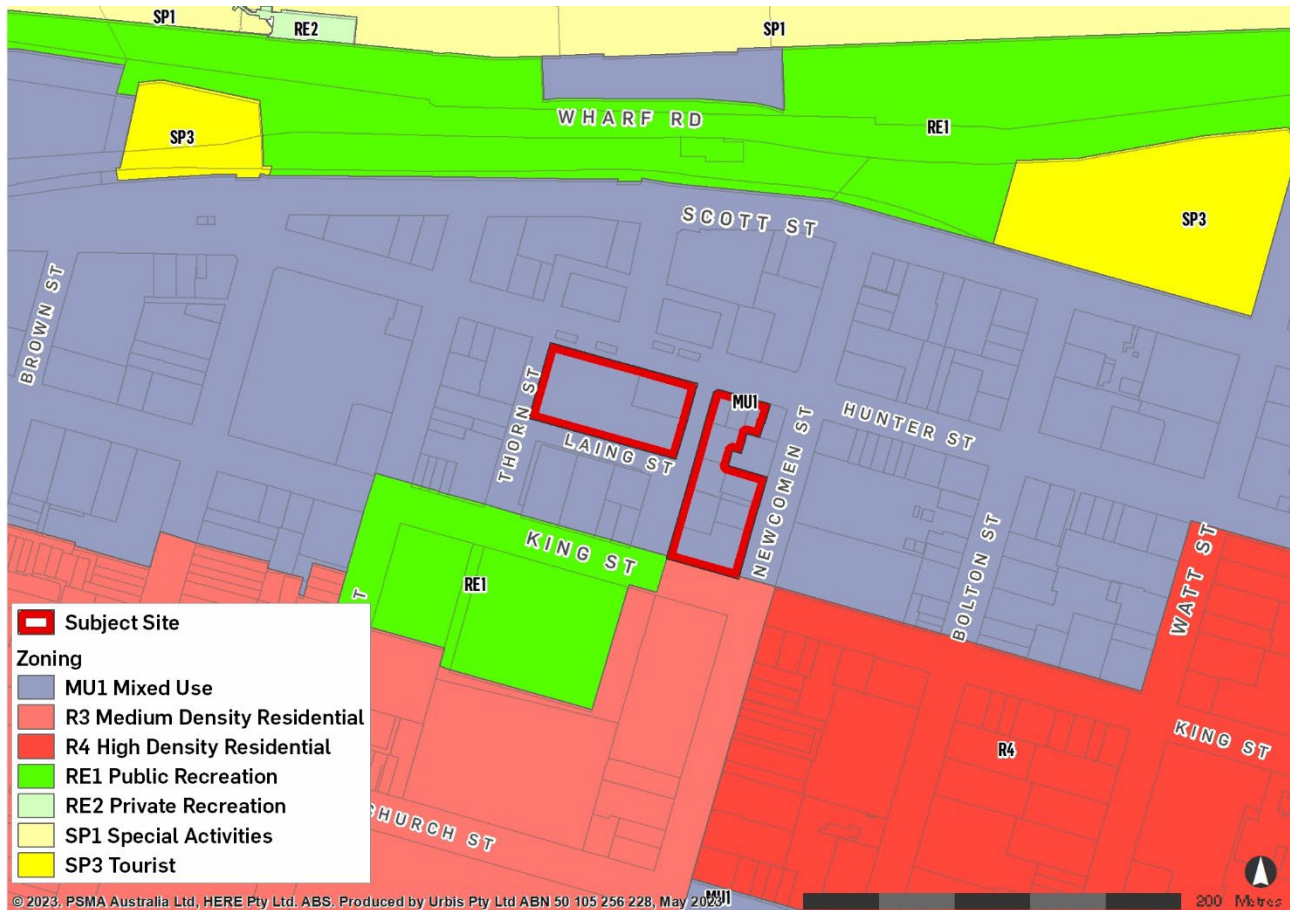 SP1
RE2
SP1
WHARF RD
RE1
SP3
SCOTT ST
SP3
BROWN ST
THORN ST
MU1
LAING ST
NEWCOMEN ST
HUNTER ST
KING ST
RE1
BOLTON ST
WATT ST
KING ST
R4
T
CHURCH ST
MU1
Subject Site
Zoning
MU1 Mixed Use
R3 Medium Density Residential
R4 High Density Residential
RE1 Public Recreation
RE2 Private Recreation
SP1 Special Activities
SP3 Tourist
© 2023. PSMA Australia Ltd, HERE Pty Ltd. ABS. Produced by Urbis Pty Ltd ABN 50 105 256 228, May 2023
200 Metres